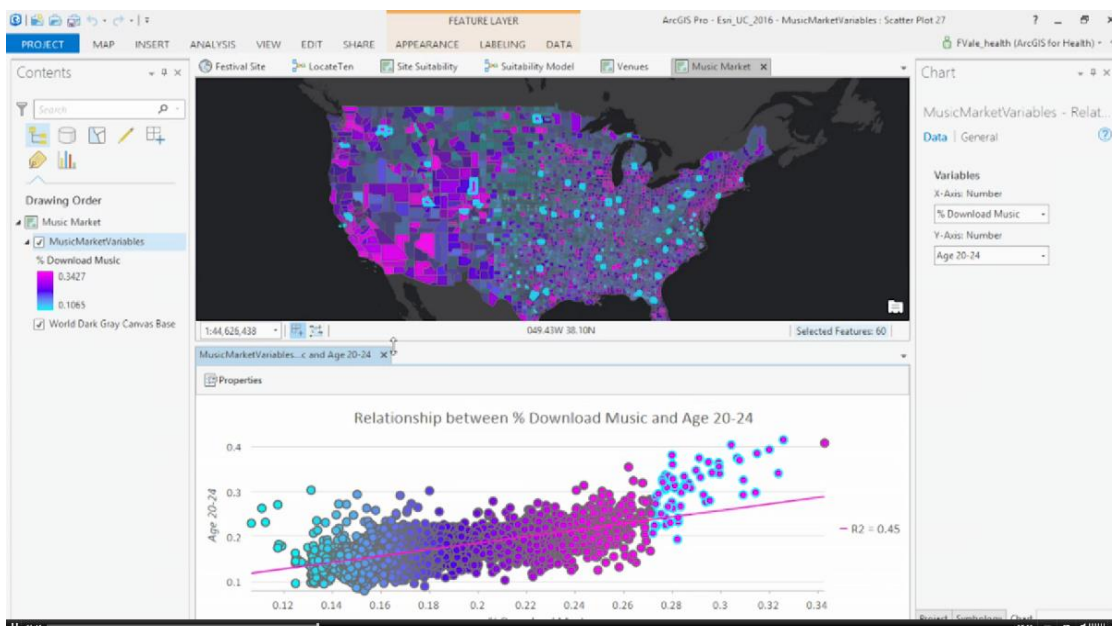 FEATURE LAYER
ArcGIS Pro - Esri_UC_2016 - MusicMarketVariables : Scatter Plot 27
?
PROJECT MAP INSERT ANALYSIS VIEW EDIT SHARE APPEARANCE LABELING DATA
FVale_health (ArcGIS for Health)
Contents
Festival Site LocateTen Site Suitability Suitability Model Venues Music Market
Chart
Search
MusicMarketVariables - Relat...
Data | General
Drawing Order
Music Market
MusicMarketVariables
% Download Music
0.3427
0.1065
World Dark Gray Canvas Base
Variables
X-Axis: Number
% Download Music
Y-Axis: Number
Age 20-24
1:44,626,438
049.43W 38.10N
Selected Features: 60
MusicMarketVariables...c and Age 20-24
Properties
Relationship between % Download Music and Age 20-24
Age 20-24
0.4
0.3
0.2
0.1
R2 = 0.45
0.12 0.14 0.16 0.18 0.2 0.22 0.24 0.26 0.28 0.3 0.32 0.34
Project Symbology Chart